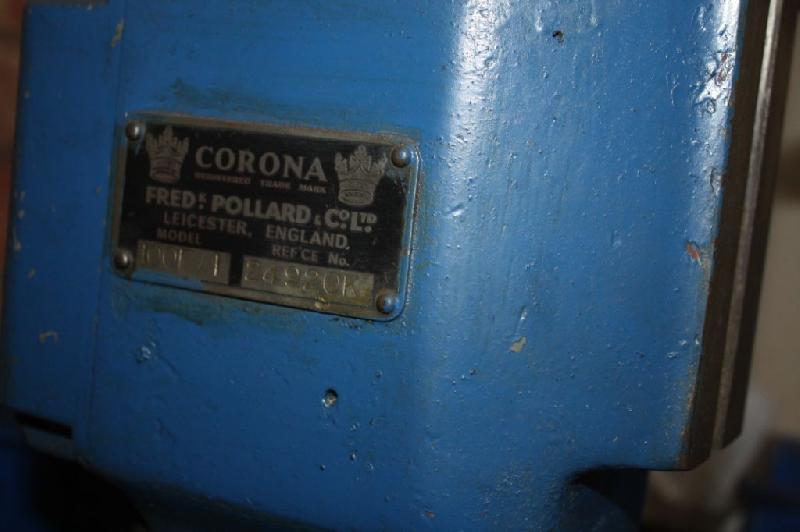 CORONA
REGISTERED TRADE MARK
FREDK. POLLARD & CO. LTD.
LEICESTER, ENGLAND.
MODEL REF'CE No.